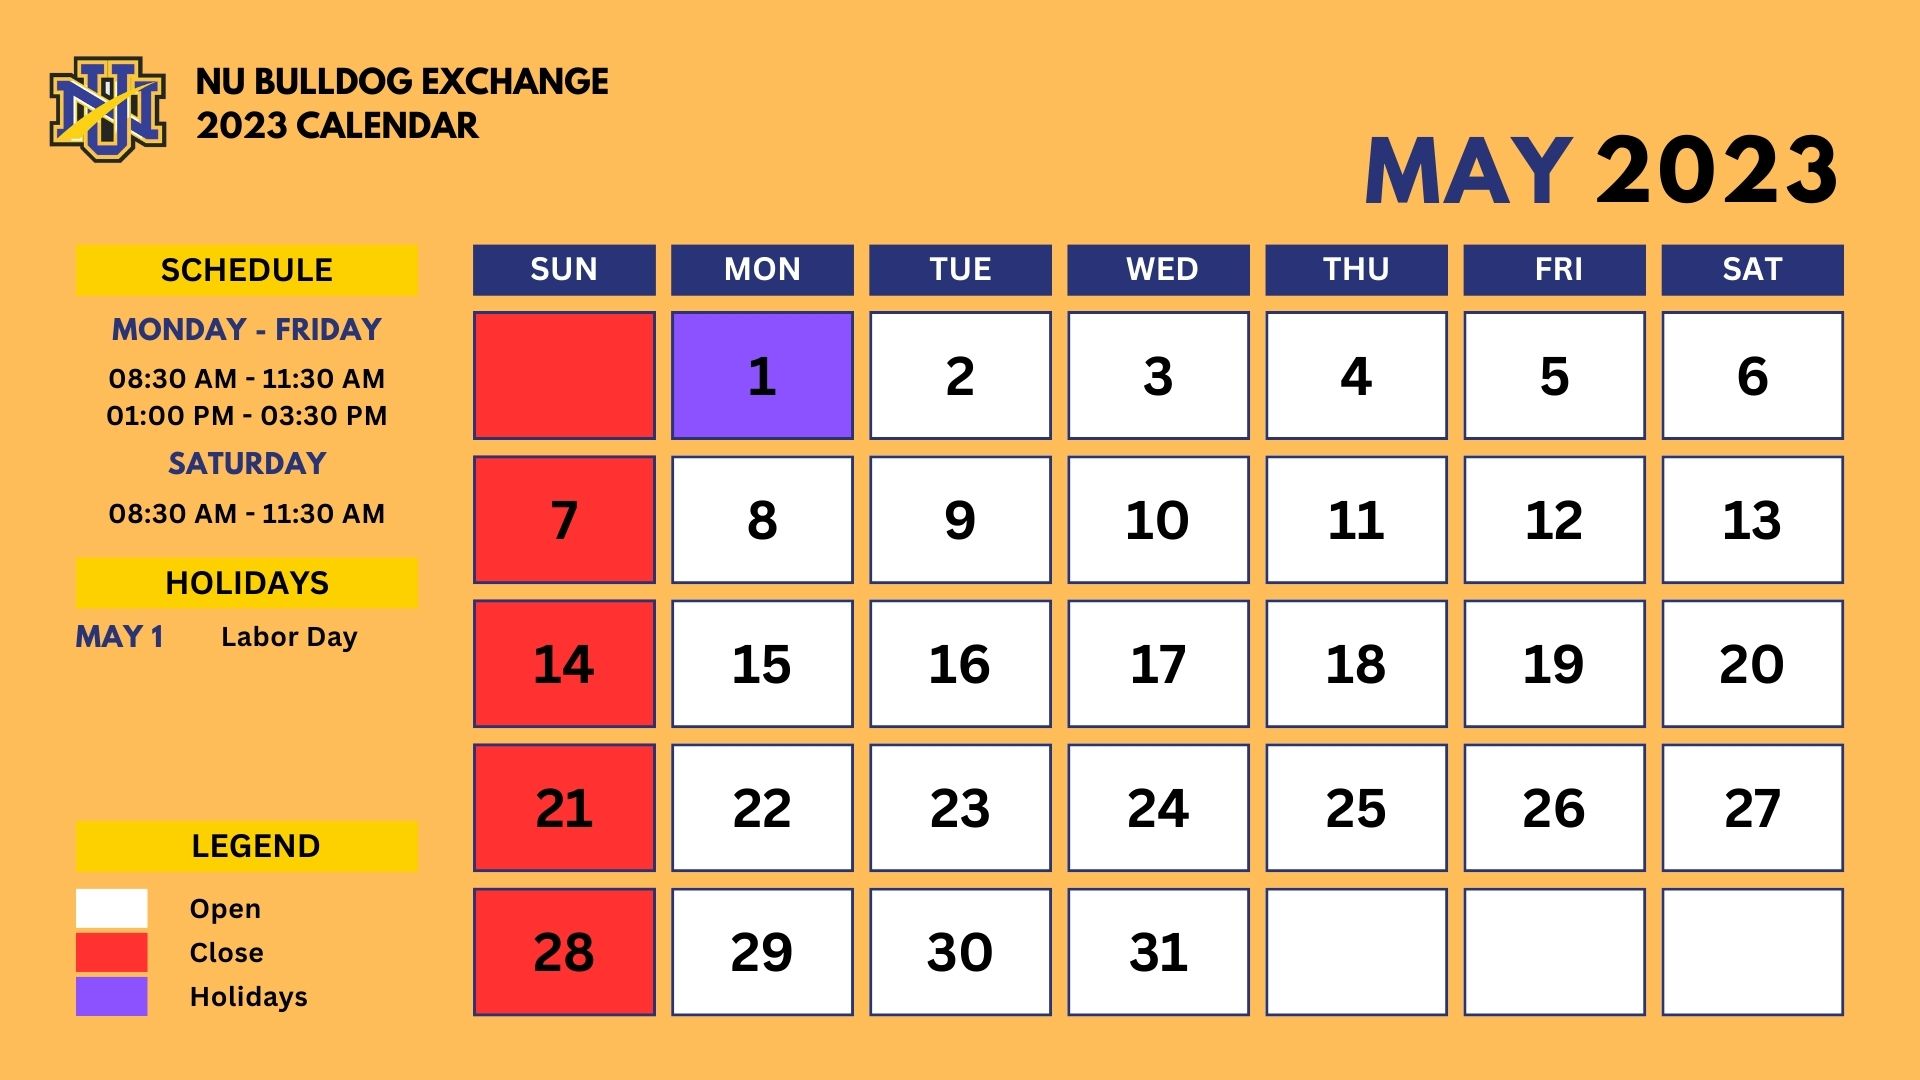 NU BULLDOG EXCHANGE
2023 CALENDAR
MAY 2023
SCHEDULE
MONDAY - FRIDAY
08:30 AM - 11:30 AM
01:00 PM - 03:30 PM
SATURDAY
08:30 AM - 11:30 AM
HOLIDAYS
MAY 1 Labor Day
LEGEND
Open
Close
Holidays
SUN MON TUE WED THU FRI SAT
1 2 3 4 5 6
7 8 9 10 11 12 13
14 15 16 17 18 19 20
21 22 23 24 25 26 27
28 29 30 31